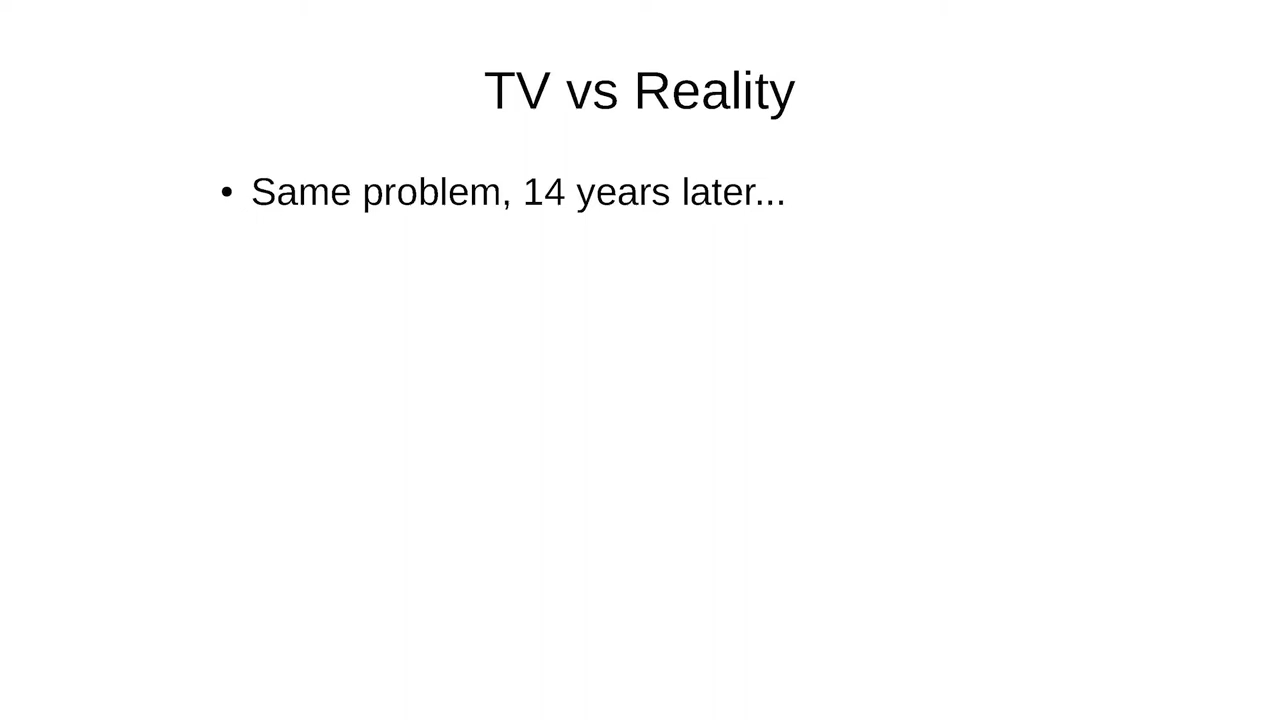 TV vs Reality
• Same problem, 14 years later...